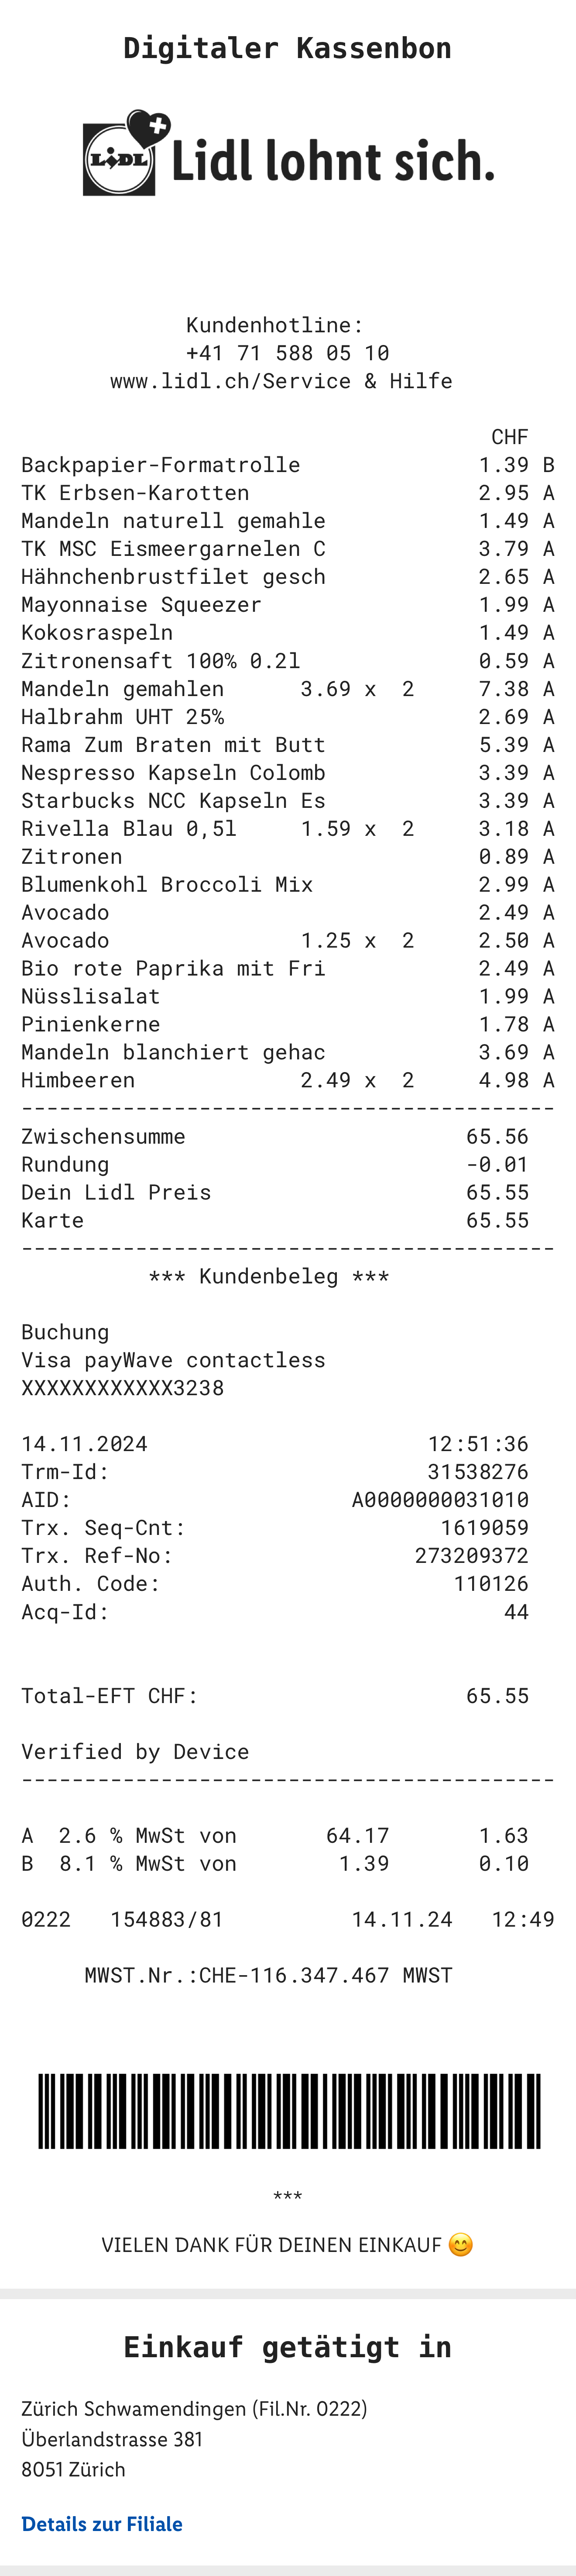 Digitaler Kassenbon
LIDL Lidl lohnt sich.
Kundenhotline:
+41 71 588 05 10
www.lidl.ch/Service & Hilfe
CHF
Backpapier-Formatrolle 1.39 B
TK Erbsen-Karotten 2.95 A
Mandeln naturell gemahle 1.49 A
TK MSC Eismeergarnelen C 3.79 A
Hähnchenbrustfilet gesch 2.65 A
Mayonnaise Squeezer 1.99 A
Kokosraspeln 1.49 A
Zitronensaft 100% 0.2l 0.59 A
Mandeln gemahlen 3.69 x 2 7.38 A
Halbrahm UHT 25% 2.69 A
Rama Zum Braten mit Butt 5.39 A
Nespresso Kapseln Colomb 3.39 A
Starbucks NCC Kapseln Es 3.39 A
Rivella Blau 0,5l 1.59 x 2 3.18 A
Zitronen 0.89 A
Blumenkohl Broccoli Mix 2.99 A
Avocado 2.49 A
Avocado 1.25 x 2 2.50 A
Bio rote Paprika mit Fri 2.49 A
Nüsslisalat 1.99 A
Pinienkerne 1.78 A
Mandeln blanchiert gehac 3.69 A
Himbeeren 2.49 x 2 4.98 A
------------------------------------------
Zwischensumme 65.56
Rundung -0.01
Dein Lidl Preis 65.55
Karte 65.55
------------------------------------------
*** Kundenbeleg ***
Buchung
Visa payWave contactless
XXXXXXXXXXXX3238
14.11.2024 12:51:36
Trm-Id: 31538276
AID: A0000000031010
Trx. Seq-Cnt: 1619059
Trx. Ref-No: 273209372
Auth. Code: 110126
Acq-Id: 44
Total-EFT CHF: 65.55
Verified by Device
------------------------------------------
A 2.6 % MwSt von 64.17 1.63
B 8.1 % MwSt von 1.39 0.10
0222 154883/81 14.11.24 12:49
MWST.Nr.:CHE-116.347.467 MWST
***
VIELEN DANK FÜR DEINEN EINKAUF 😊
Einkauf getätigt in
Zürich Schwamendingen (Fil.Nr. 0222)
Überlandstrasse 381
8051 Zürich
Details zur Filiale